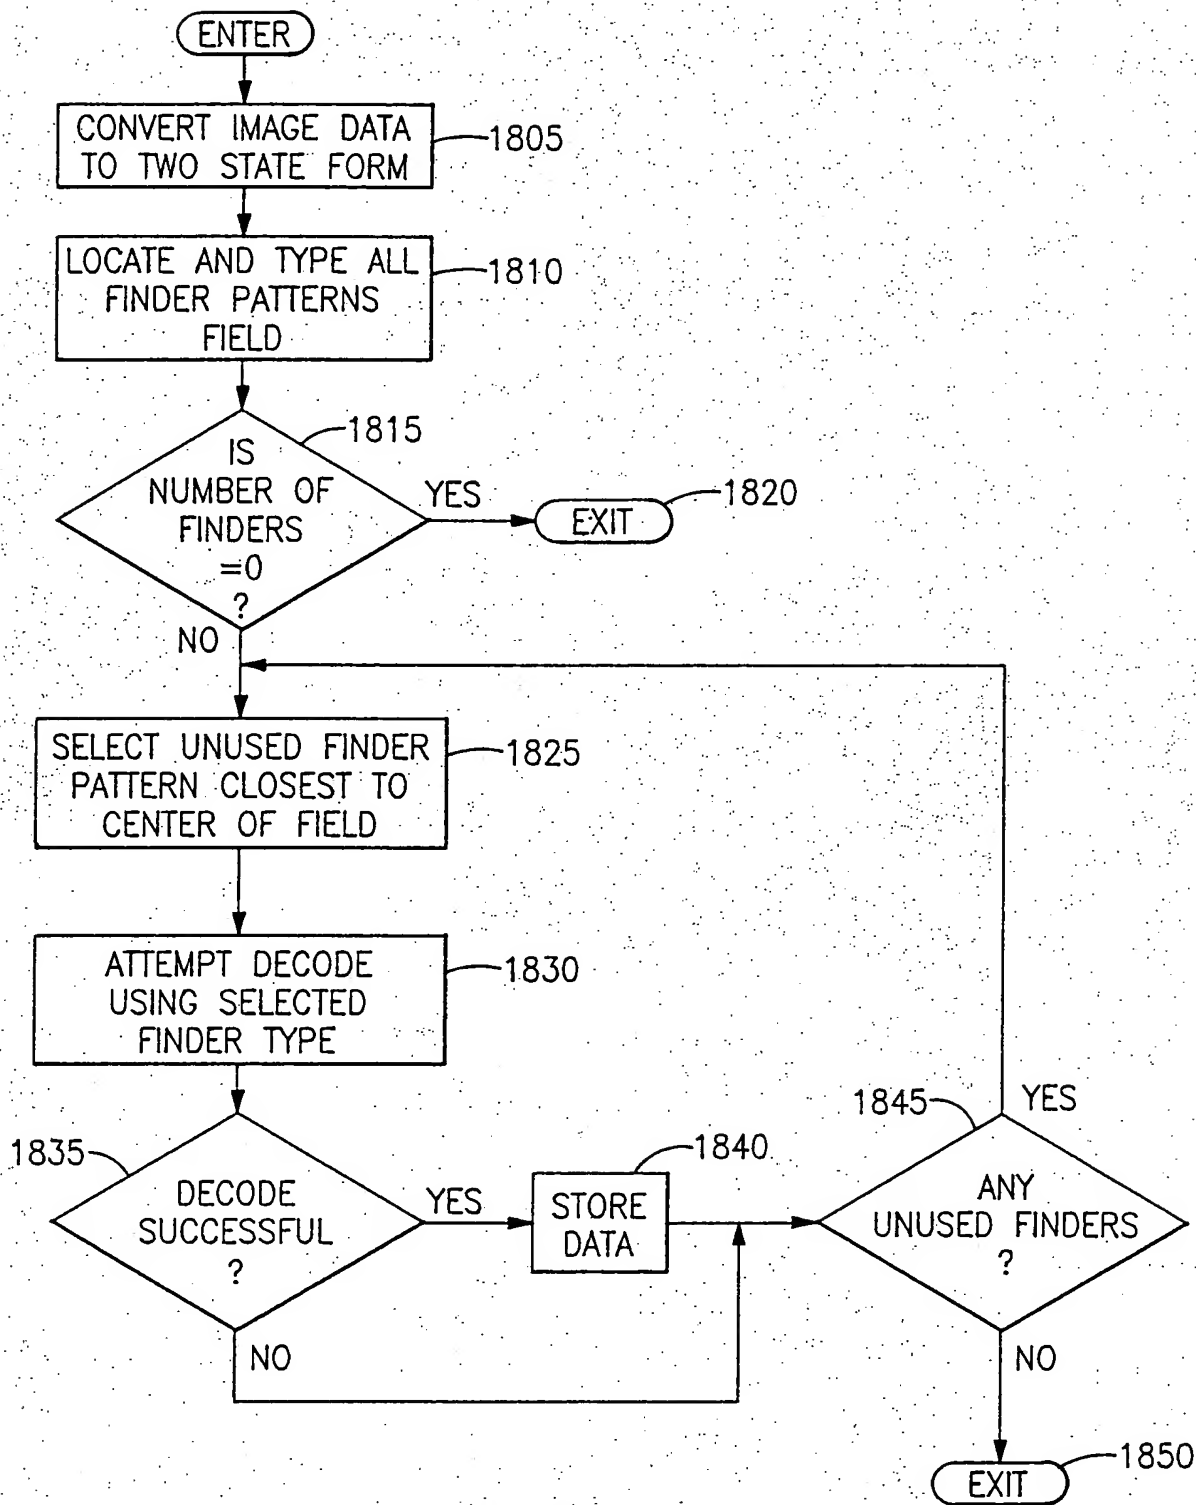 ENTER
CONVERT IMAGE DATA
TO TWO STATE FORM
1805
LOCATE AND TYPE ALL
FINDER PATTERNS
FIELD
1810
IS
NUMBER OF
FINDERS
=0
?
1815
YES
EXIT
1820
NO
SELECT UNUSED FINDER
PATTERN CLOSEST TO
CENTER OF FIELD
1825
ATTEMPT DECODE
USING SELECTED
FINDER TYPE
1830
1835
DECODE
SUCCESSFUL
?
YES
1840
STORE
DATA
NO
1845
YES
ANY
UNUSED FINDERS
?
NO
EXIT
1850